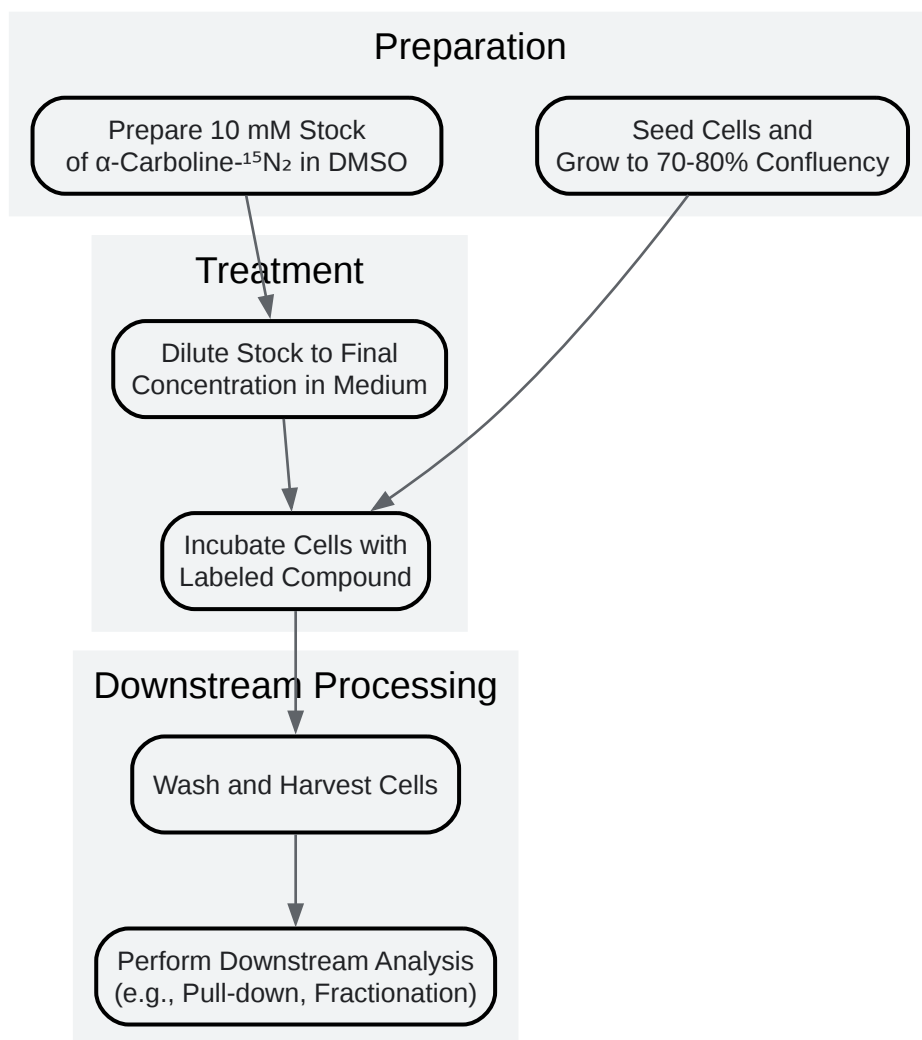 Preparation
Prepare 10 mM Stock
of α-Carboline-¹⁵N₂ in DMSO
Seed Cells and
Grow to 70-80% Confluency
Treatment
Dilute Stock to Final
Concentration in Medium
Incubate Cells with
Labeled Compound
Downstream Processing
Wash and Harvest Cells
Perform Downstream Analysis
(e.g., Pull-down, Fractionation)